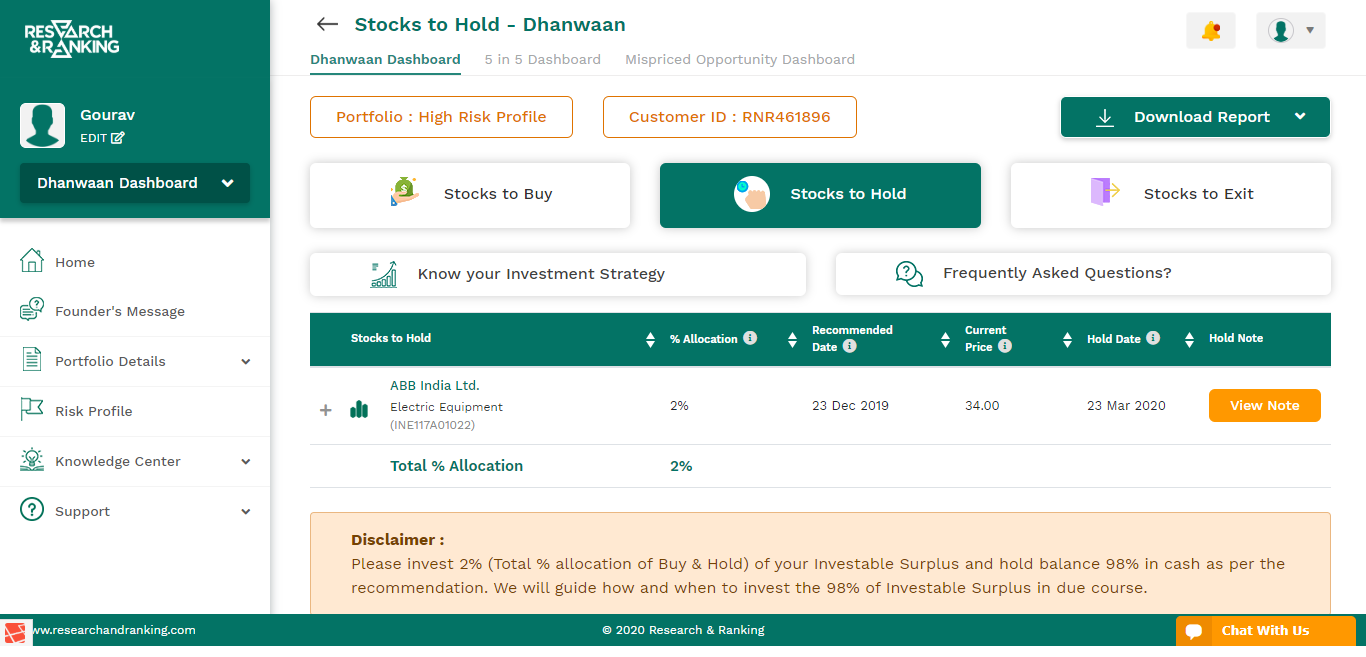 RESEARCH
&RANKING
Gourav
EDIT
Dhanwaan Dashboard
Home
Founder's Message
Portfolio Details
Risk Profile
Knowledge Center
Support
Stocks to Hold - Dhanwaan
Dhanwaan Dashboard 5 in 5 Dashboard Mispriced Opportunity Dashboard
Portfolio : High Risk Profile Customer ID : RNR461896 Download Report
Stocks to Buy Stocks to Hold Stocks to Exit
Know your Investment Strategy Frequently Asked Questions?
Stocks to Hold % Allocation Recommended Date Current Price Hold Date Hold Note
ABB India Ltd.
Electric Equipment 2% 23 Dec 2019 34.00 23 Mar 2020 View Note
(INE117A01022)
Total % Allocation 2%
Disclaimer :
Please invest 2% (Total % allocation of Buy & Hold) of your Investable Surplus and hold balance 98% in cash as per the
recommendation. We will guide how and when to invest the 98% of Investable Surplus in due course.
ww.researchandranking.com © 2020 Research & Ranking Chat With Us